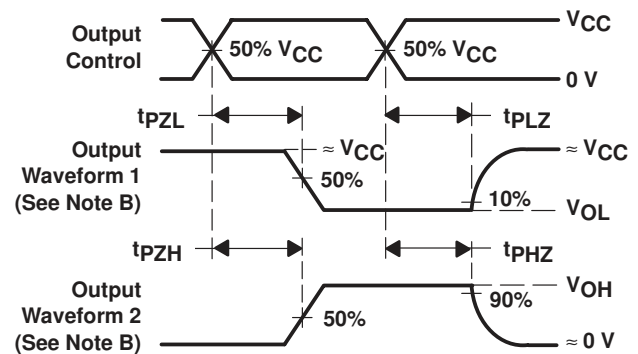 Output
Control
50% VCC
50% VCC
VCC
0 V
tPZL
tPLZ
Output
Waveform 1
(See Note B)
≈ VCC
50%
10%
≈ VCC
VOL
tPZH
tPHZ
Output
Waveform 2
(See Note B)
50%
90%
VOH
≈ 0 V